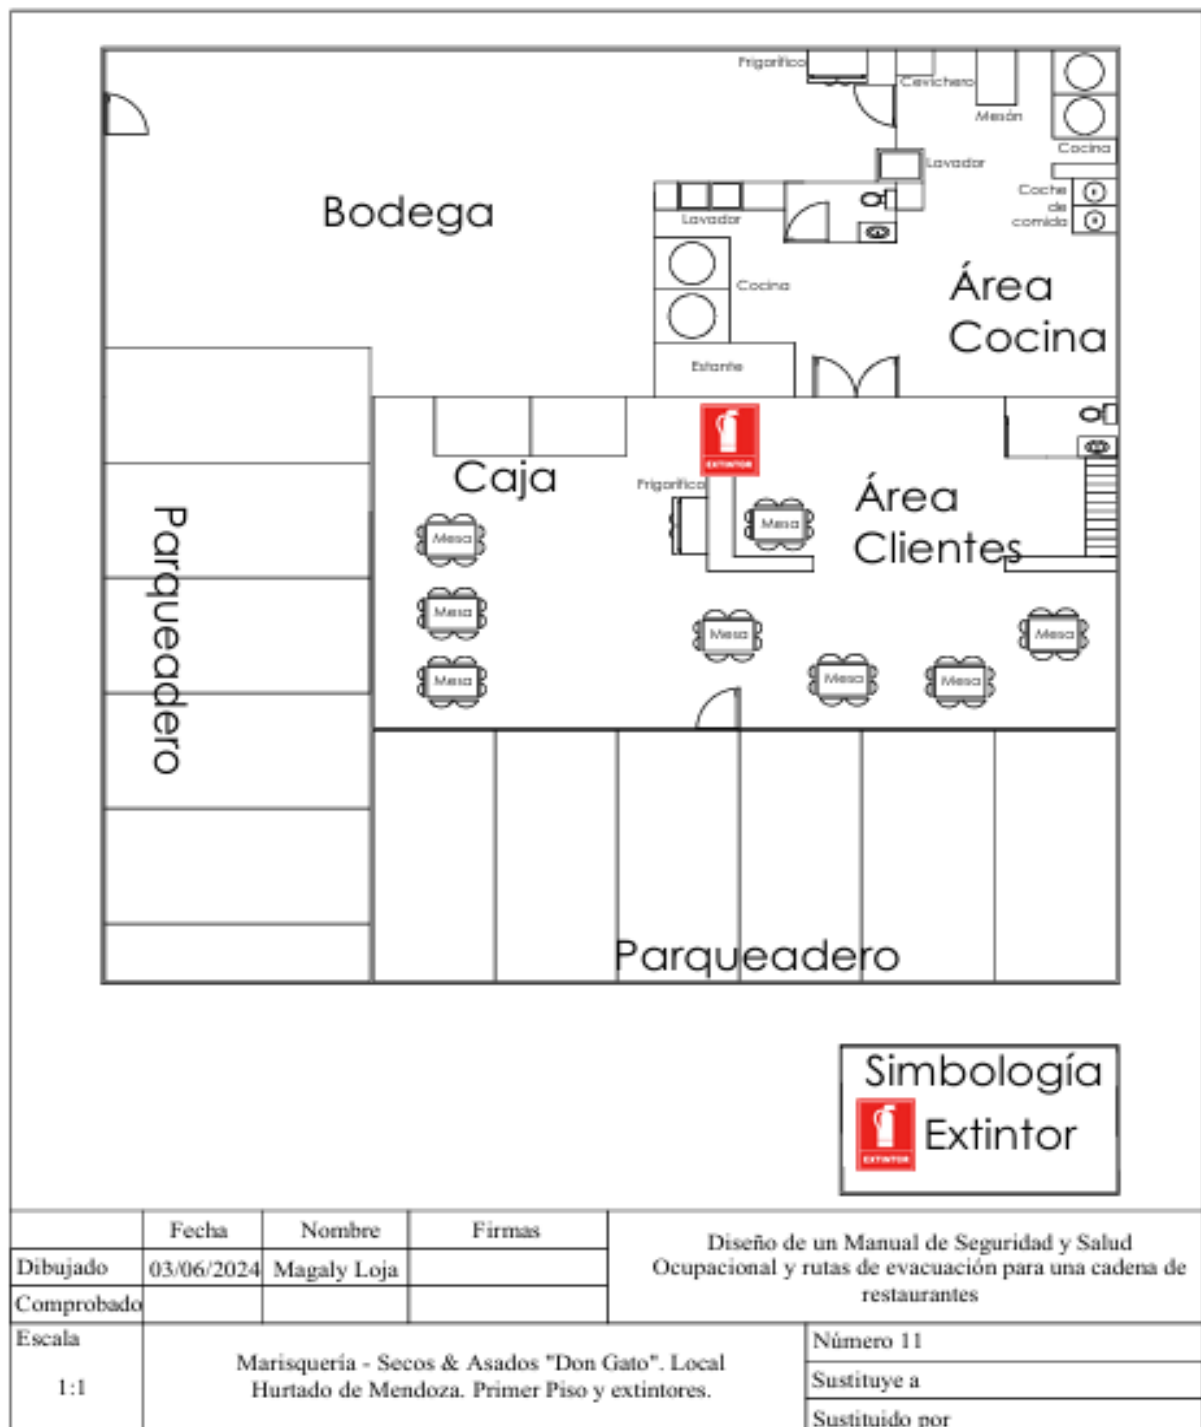 Frigorífico
Cevichero
Mesón
Cocina
Lavador
Coche
de
comida
Bodega
Lavador
Cocina
Área
Cocina
Estante
EXTINTOR
Caja
Frigorífico
Área
Clientes
Mesa
Mesa
Mesa
Mesa
Mesa
Mesa
Mesa
Mesa
Parqueadero
Parqueadero
Simbología
EXTINTOR
Extintor
Fecha
Nombre
Firmas
Dibujado
03/06/2024
Magaly Loja
Comprobado
Diseño de un Manual de Seguridad y Salud
Ocupacional y rutas de evacuación para una cadena de
restaurantes
Escala
1:1
Marisquería - Secos & Asados "Don Gato". Local
Hurtado de Mendoza. Primer Piso y extintores.
Número 11
Sustituye a
Sustituido por